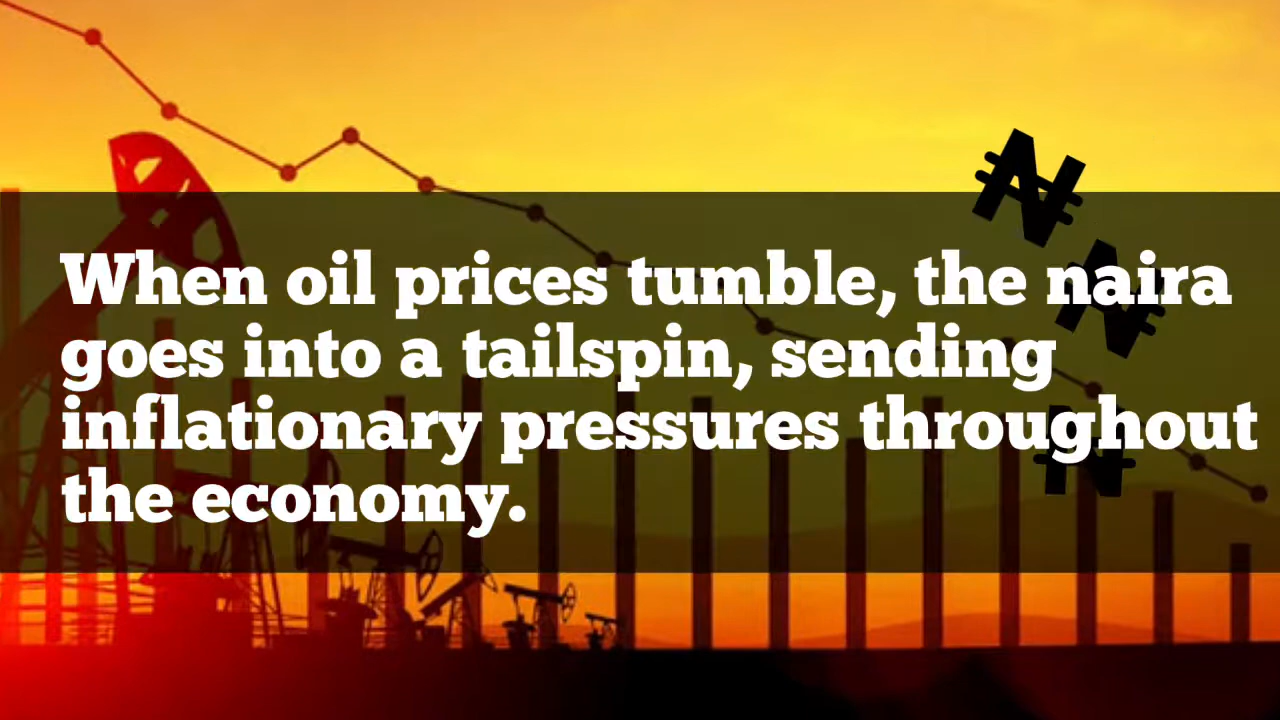 When oil prices tumble, the naira
goes into a tailspin, sending
inflationary pressures throughout
the economy.